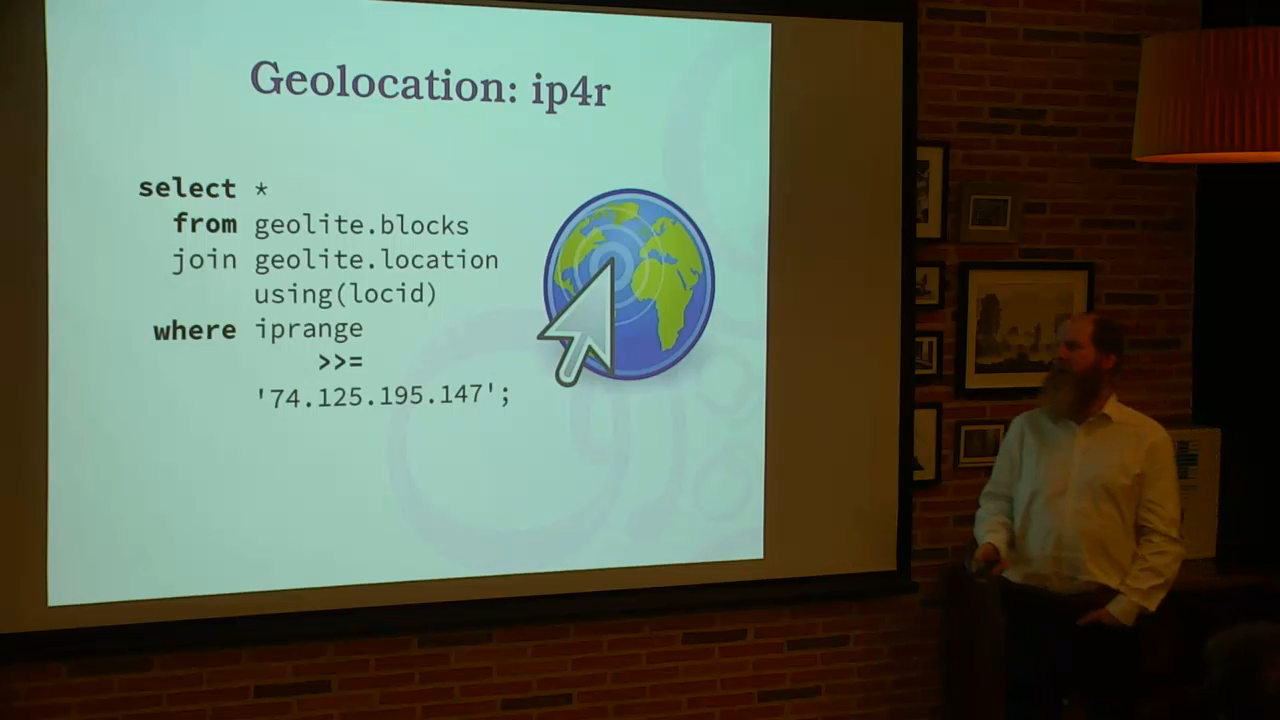 Geolocation: ip4r
select *
from geolite.blocks
join geolite.location
using(locid)
where iprange
>>=
'74.125.195.147';